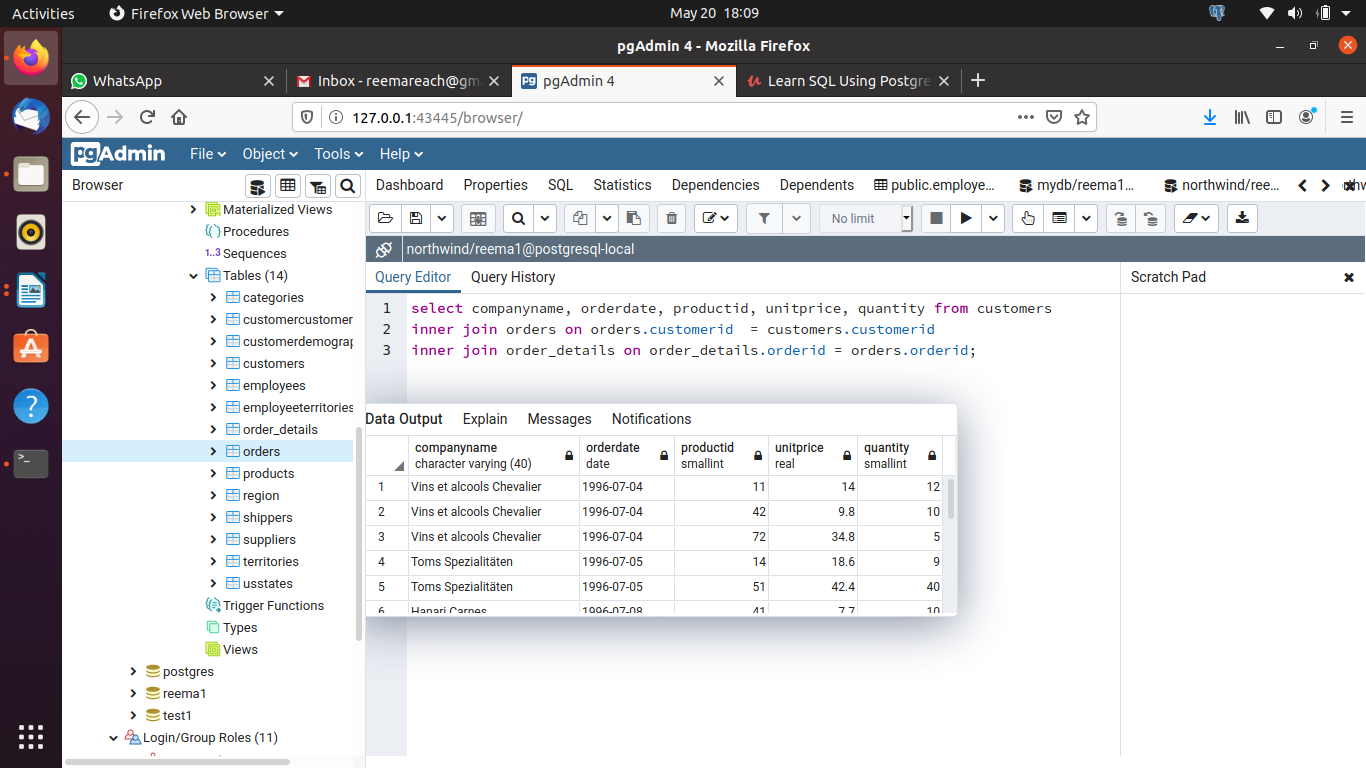 Activities Firefox Web Browser May 20 18:09
pgAdmin 4 - Mozilla Firefox
WhatsApp Inbox - reemareach@gm pgAdmin 4 Learn SQL Using Postgre
127.0.0.1:43445/browser/
pgAdmin File Object Tools Help
Browser Dashboard Properties SQL Statistics Dependencies Dependents public.employe... mydb/reema1... northwind/ree...
Materialized Views
Procedures
1..3 Sequences
Tables (14)
categories
customercustomer
customerdemograp
customers
employees
employeeterritories
order_details
orders
products
region
shippers
suppliers
territories
usstates
Trigger Functions
Types
Views
postgres
reema1
test1
Login/Group Roles (11)
No limit
northwind/reema1@postgresql-local
Query Editor Query History Scratch Pad
1 select companyname, orderdate, productid, unitprice, quantity from customers
2 inner join orders on orders.customerid  = customers.customerid
3 inner join order_details on order_details.orderid = orders.orderid;
Data Output Explain Messages Notifications
companyname orderdate productid unitprice quantity
character varying (40) date smallint real smallint
1 Vins et alcools Chevalier 1996-07-04 11 14 12
2 Vins et alcools Chevalier 1996-07-04 42 9.8 10
3 Vins et alcools Chevalier 1996-07-04 72 34.8 5
4 Toms Spezialitäten 1996-07-05 14 18.6 9
5 Toms Spezialitäten 1996-07-05 51 42.4 40
6 Hanari Carnes 1996-07-08 41 7.7 10